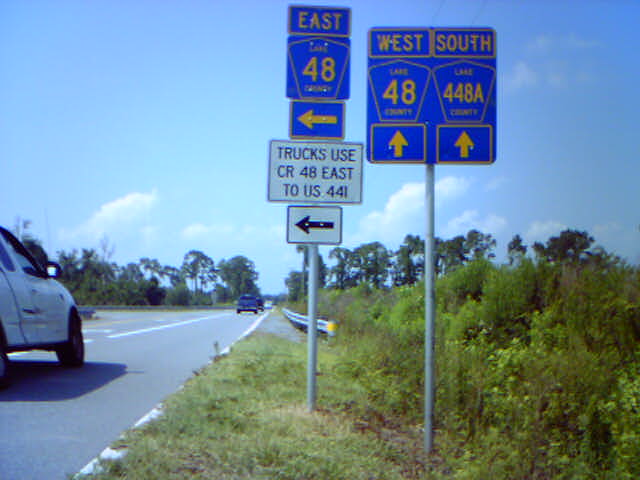 EAST
LAKE
48
COUNTY
TRUCKS USE
CR 48 EAST
TO US 441
WEST SOUTH
LAKE LAKE
48 448A
COUNTY COUNTY